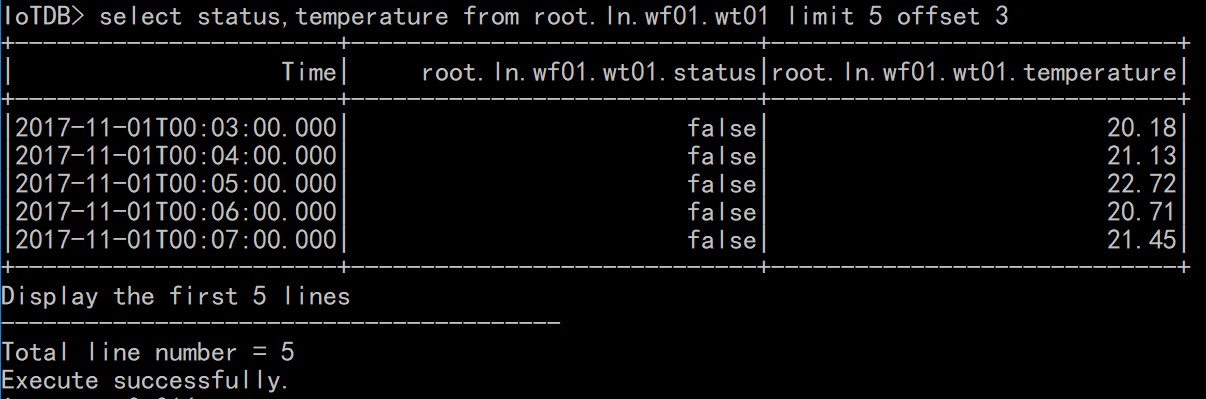 IoTDB> select status,temperature from root.ln.wf01.wt01 limit 5 offset 3
+-----------------------+-----------------------------+-----------------------------+
|                   Time|     root.ln.wf01.wt01.status|root.ln.wf01.wt01.temperature|
+-----------------------+-----------------------------+-----------------------------+
|2017-11-01T00:03:00.000|                        false|                        20.18|
|2017-11-01T00:04:00.000|                        false|                        21.13|
|2017-11-01T00:05:00.000|                        false|                        22.72|
|2017-11-01T00:06:00.000|                        false|                        20.71|
|2017-11-01T00:07:00.000|                        false|                        21.45|
+-----------------------+-----------------------------+-----------------------------+
Display the first 5 lines
----------------------------------------
Total line number = 5
Execute successfully.